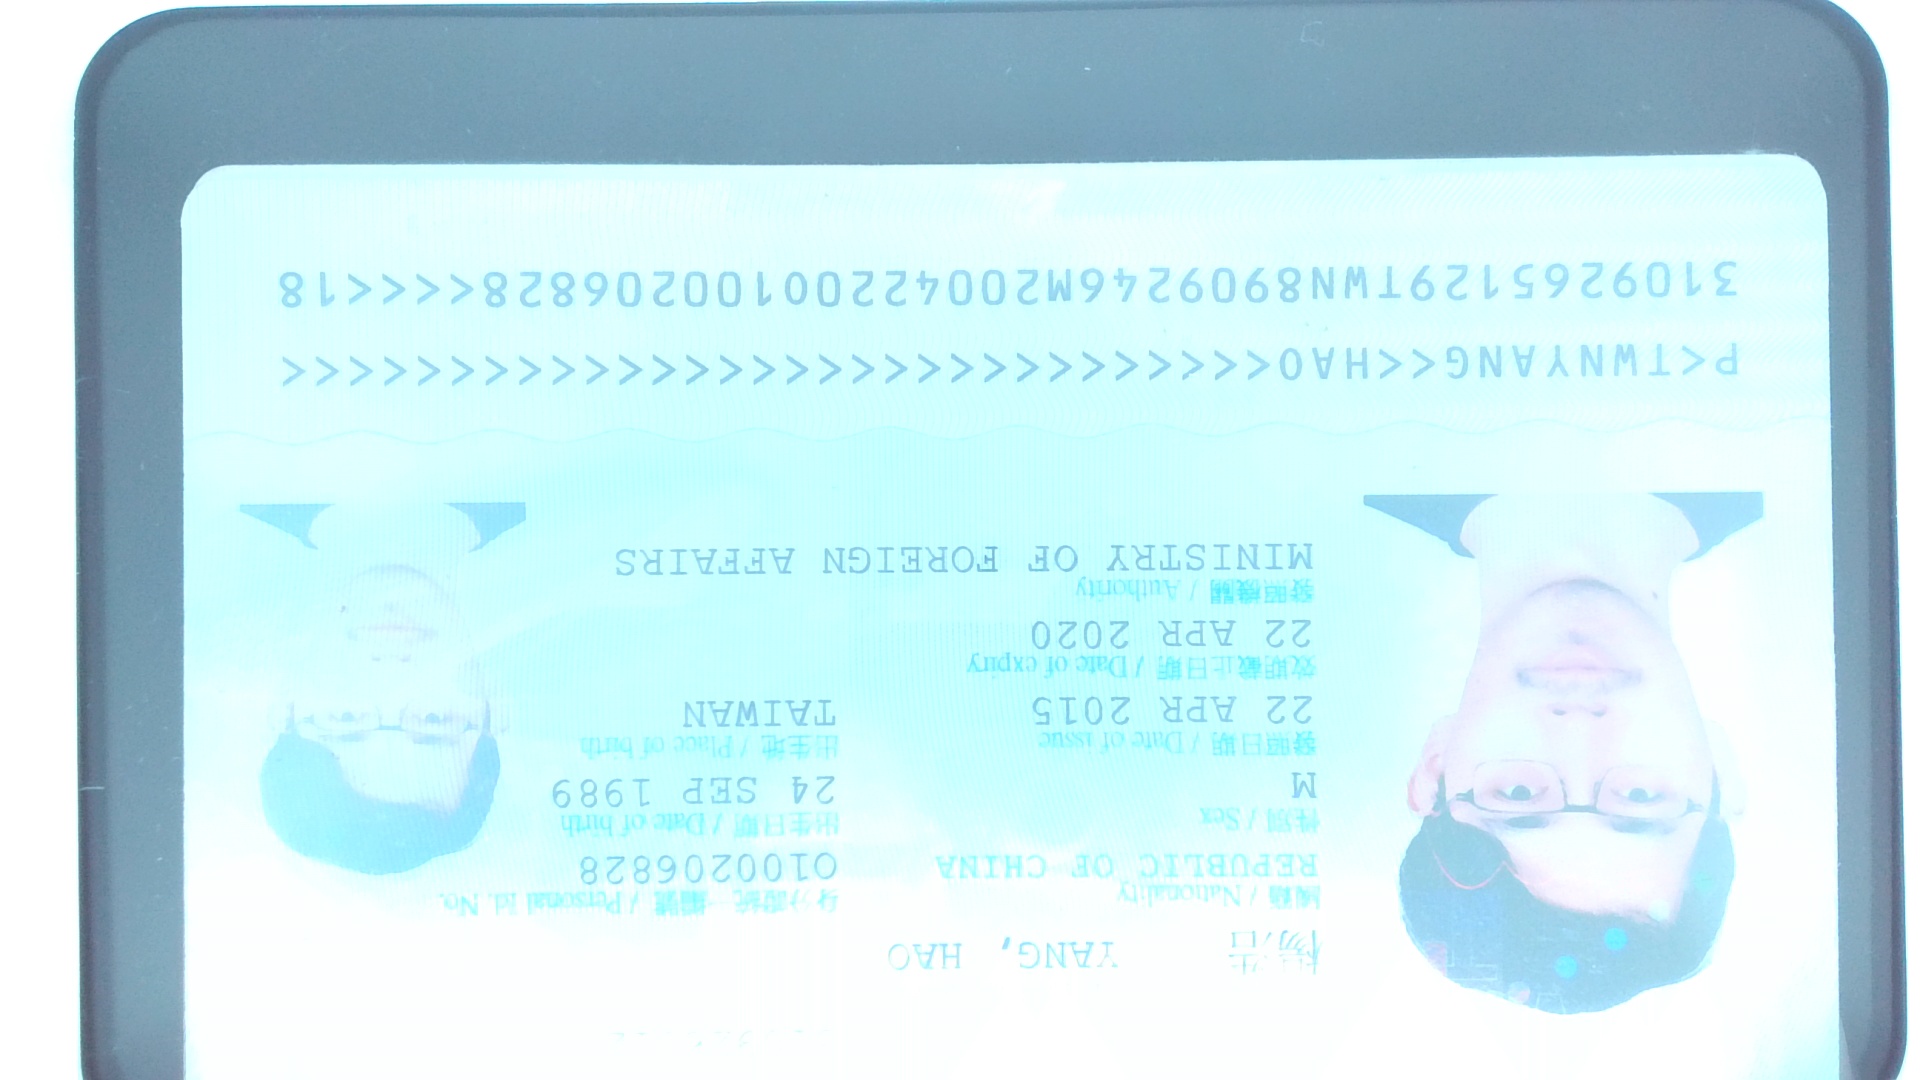 楊浩 YANG, HAO
國籍 / Nationality 身分證統一編號 / Personal Id. No.
REPUBLIC OF CHINA O100206828
性別 / Sex 出生日期 / Date of birth
M 24 SEP 1989
發照日期 / Date of issue 出生地 / Place of birth
22 APR 2015 TAIWAN
效期截止日期 / Date of expiry
22 APR 2020
發照機關 / Authority
MINISTRY OF FOREIGN AFFAIRS
P<TWNYANG<<HAO<<<<<<<<<<<<<<<<<<<<<<<<<<<<<<
3109265129TWN8909246M2004220O100206828<<<<18